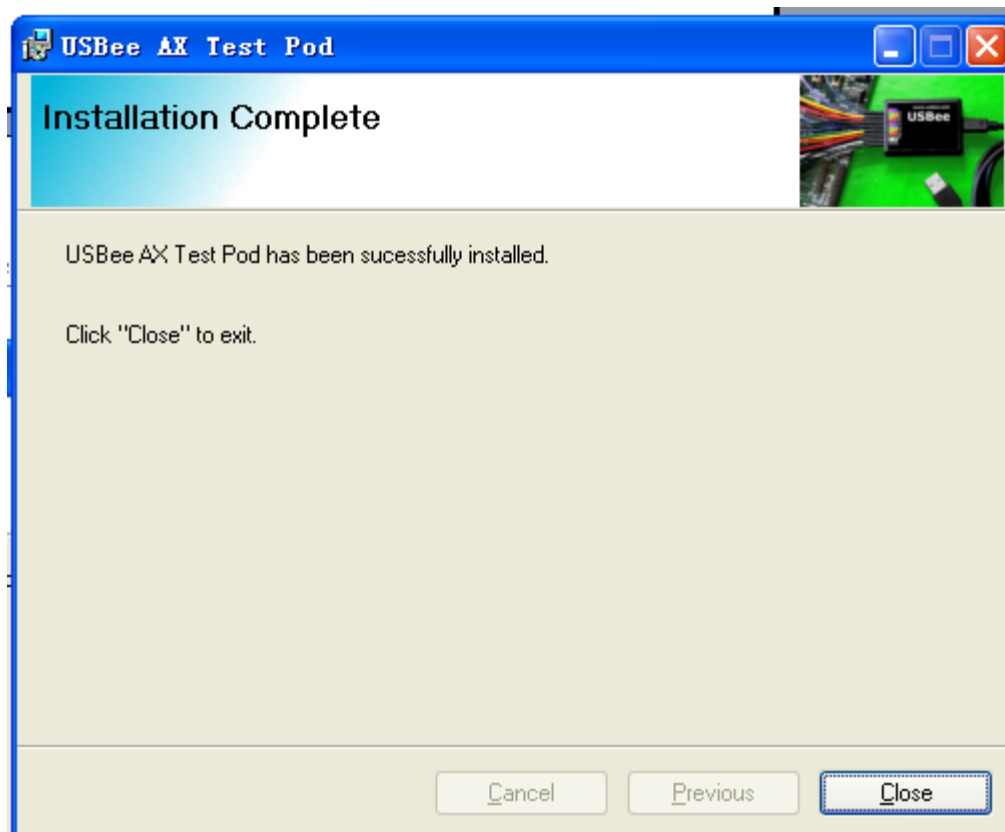 USBee AX Test Pod
Installation Complete
USBee
USBee AX Test Pod has been sucessfully installed.
Click "Close" to exit.
Cancel
Previous
Close